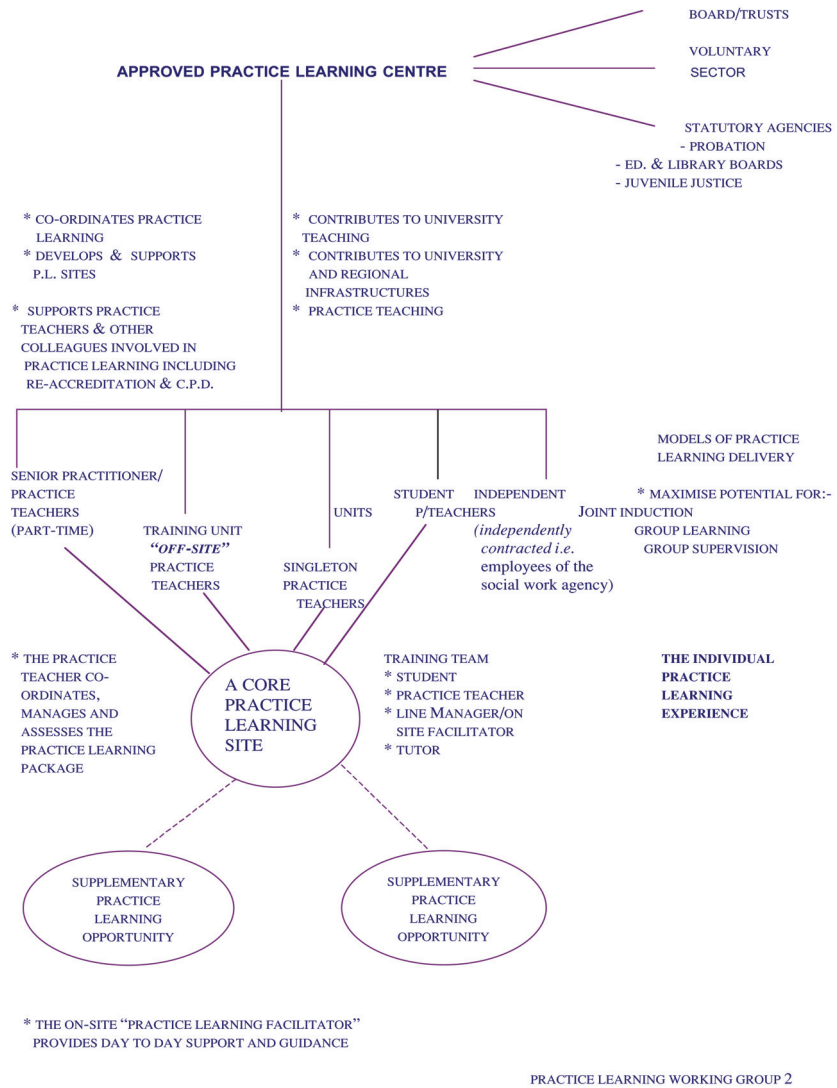 BOARD/TRUSTS
VOLUNTARY
SECTOR
APPROVED PRACTICE LEARNING CENTRE
STATUTORY AGENCIES
- PROBATION
- ED. & LIBRARY BOARDS
- JUVENILE JUSTICE
* CO-ORDINATES PRACTICE
LEARNING
* DEVELOPS & SUPPORTS
P.L. SITES
* SUPPORTS PRACTICE
TEACHERS & OTHER
COLLEAGUES INVOLVED IN
PRACTICE LEARNING INCLUDING
RE-ACCREDITATION & C.P.D.
* CONTRIBUTES TO UNIVERSITY
TEACHING
* CONTRIBUTES TO UNIVERSITY
AND REGIONAL
INFRASTRUCTURES
* PRACTICE TEACHING
MODELS OF PRACTICE
LEARNING DELIVERY
SENIOR PRACTITIONER/
PRACTICE
TEACHERS
(PART-TIME)
TRAINING UNIT
"OFF-SITE"
PRACTICE
TEACHERS
UNITS
SINGLETON
PRACTICE
TEACHERS
STUDENT
P/TEACHERS
INDEPENDENT
(independently
contracted i.e.
employees of the
social work agency)
* MAXIMISE POTENTIAL FOR:-
JOINT INDUCTION
GROUP LEARNING
GROUP SUPERVISION
* THE PRACTICE
TEACHER CO-
ORDINATES,
MANAGES AND
ASSESSES THE
PRACTICE LEARNING
PACKAGE
A CORE
PRACTICE
LEARNING
SITE
TRAINING TEAM
* STUDENT
* PRACTICE TEACHER
* LINE MANAGER/ON
SITE FACILITATOR
* TUTOR
THE INDIVIDUAL
PRACTICE
LEARNING
EXPERIENCE
SUPPLEMENTARY
PRACTICE
LEARNING
OPPORTUNITY
SUPPLEMENTARY
PRACTICE
LEARNING
OPPORTUNITY
* THE ON-SITE "PRACTICE LEARNING FACILITATOR"
PROVIDES DAY TO DAY SUPPORT AND GUIDANCE
PRACTICE LEARNING WORKING GROUP 2